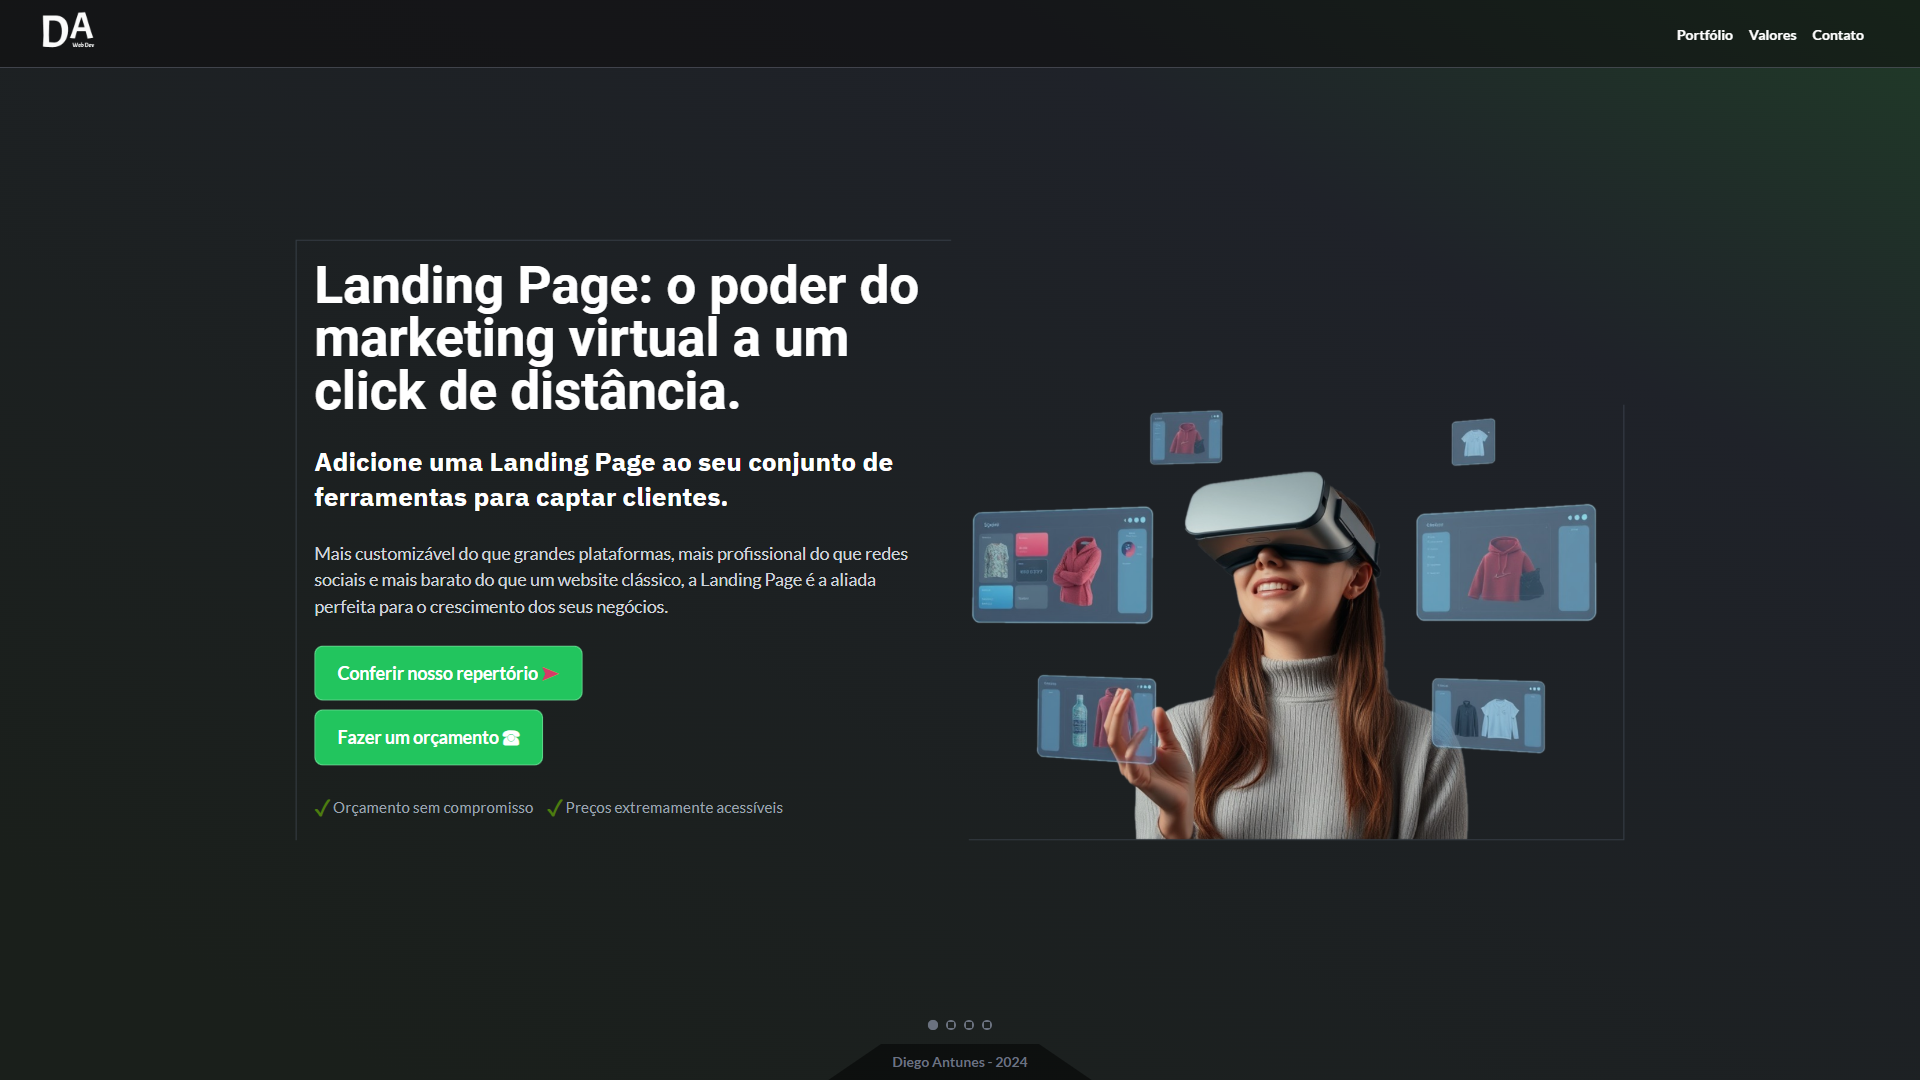 DA
Web Dev
Portfólio Valores Contato
Landing Page: o poder do
marketing virtual a um
click de distância.
Adicione uma Landing Page ao seu conjunto de
ferramentas para captar clientes.
Mais customizável do que grandes plataformas, mais profissional do que redes
sociais e mais barato do que um website clássico, a Landing Page é a aliada
perfeita para o crescimento dos seus negócios.
Conferir nosso repertório ➤
Fazer um orçamento ☎
✓ Orçamento sem compromisso ✓ Preços extremamente acessíveis
Diego Antunes - 2024